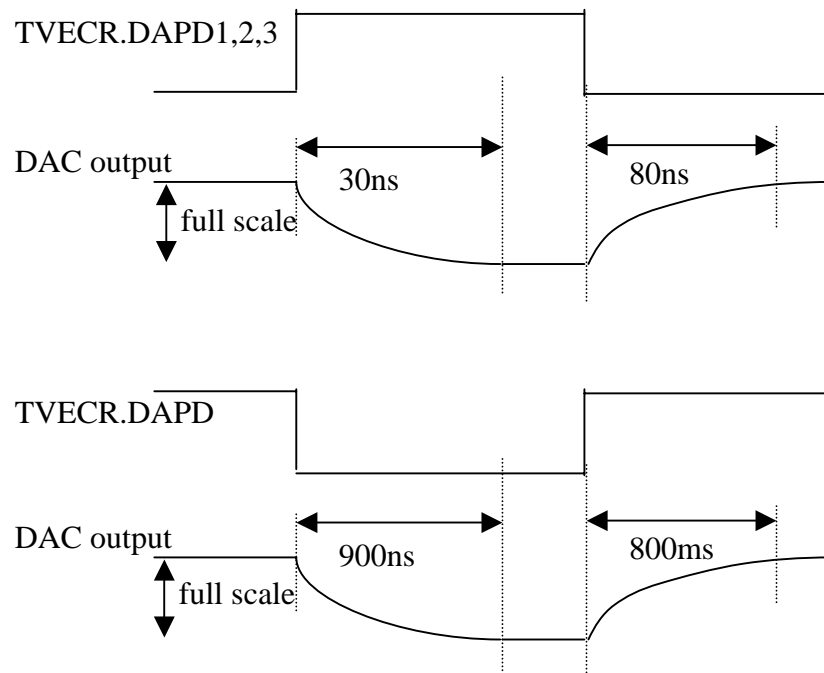 TVECR.DAPD1,2,3
DAC output
30ns
80ns
full scale
TVECR.DAPD
DAC output
900ns
800ms
full scale